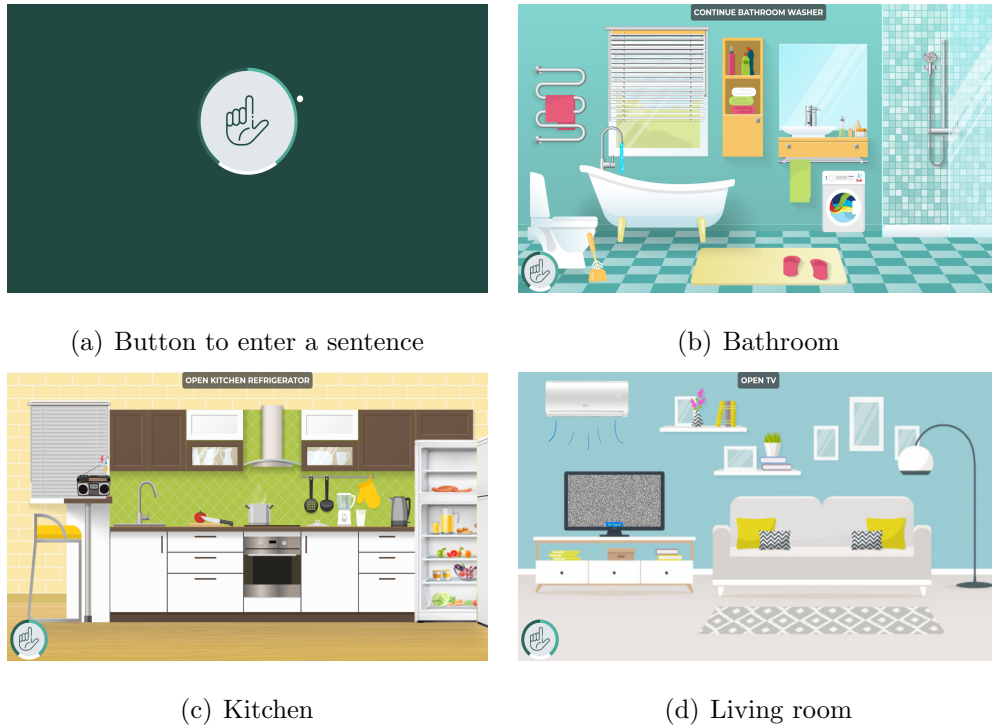 CONTINUE BATHROOM WASHER
(a) Button to enter a sentence
(b) Bathroom
OPEN KITCHEN REFRIGERATOR
OPEN TV
(c) Kitchen
(d) Living room